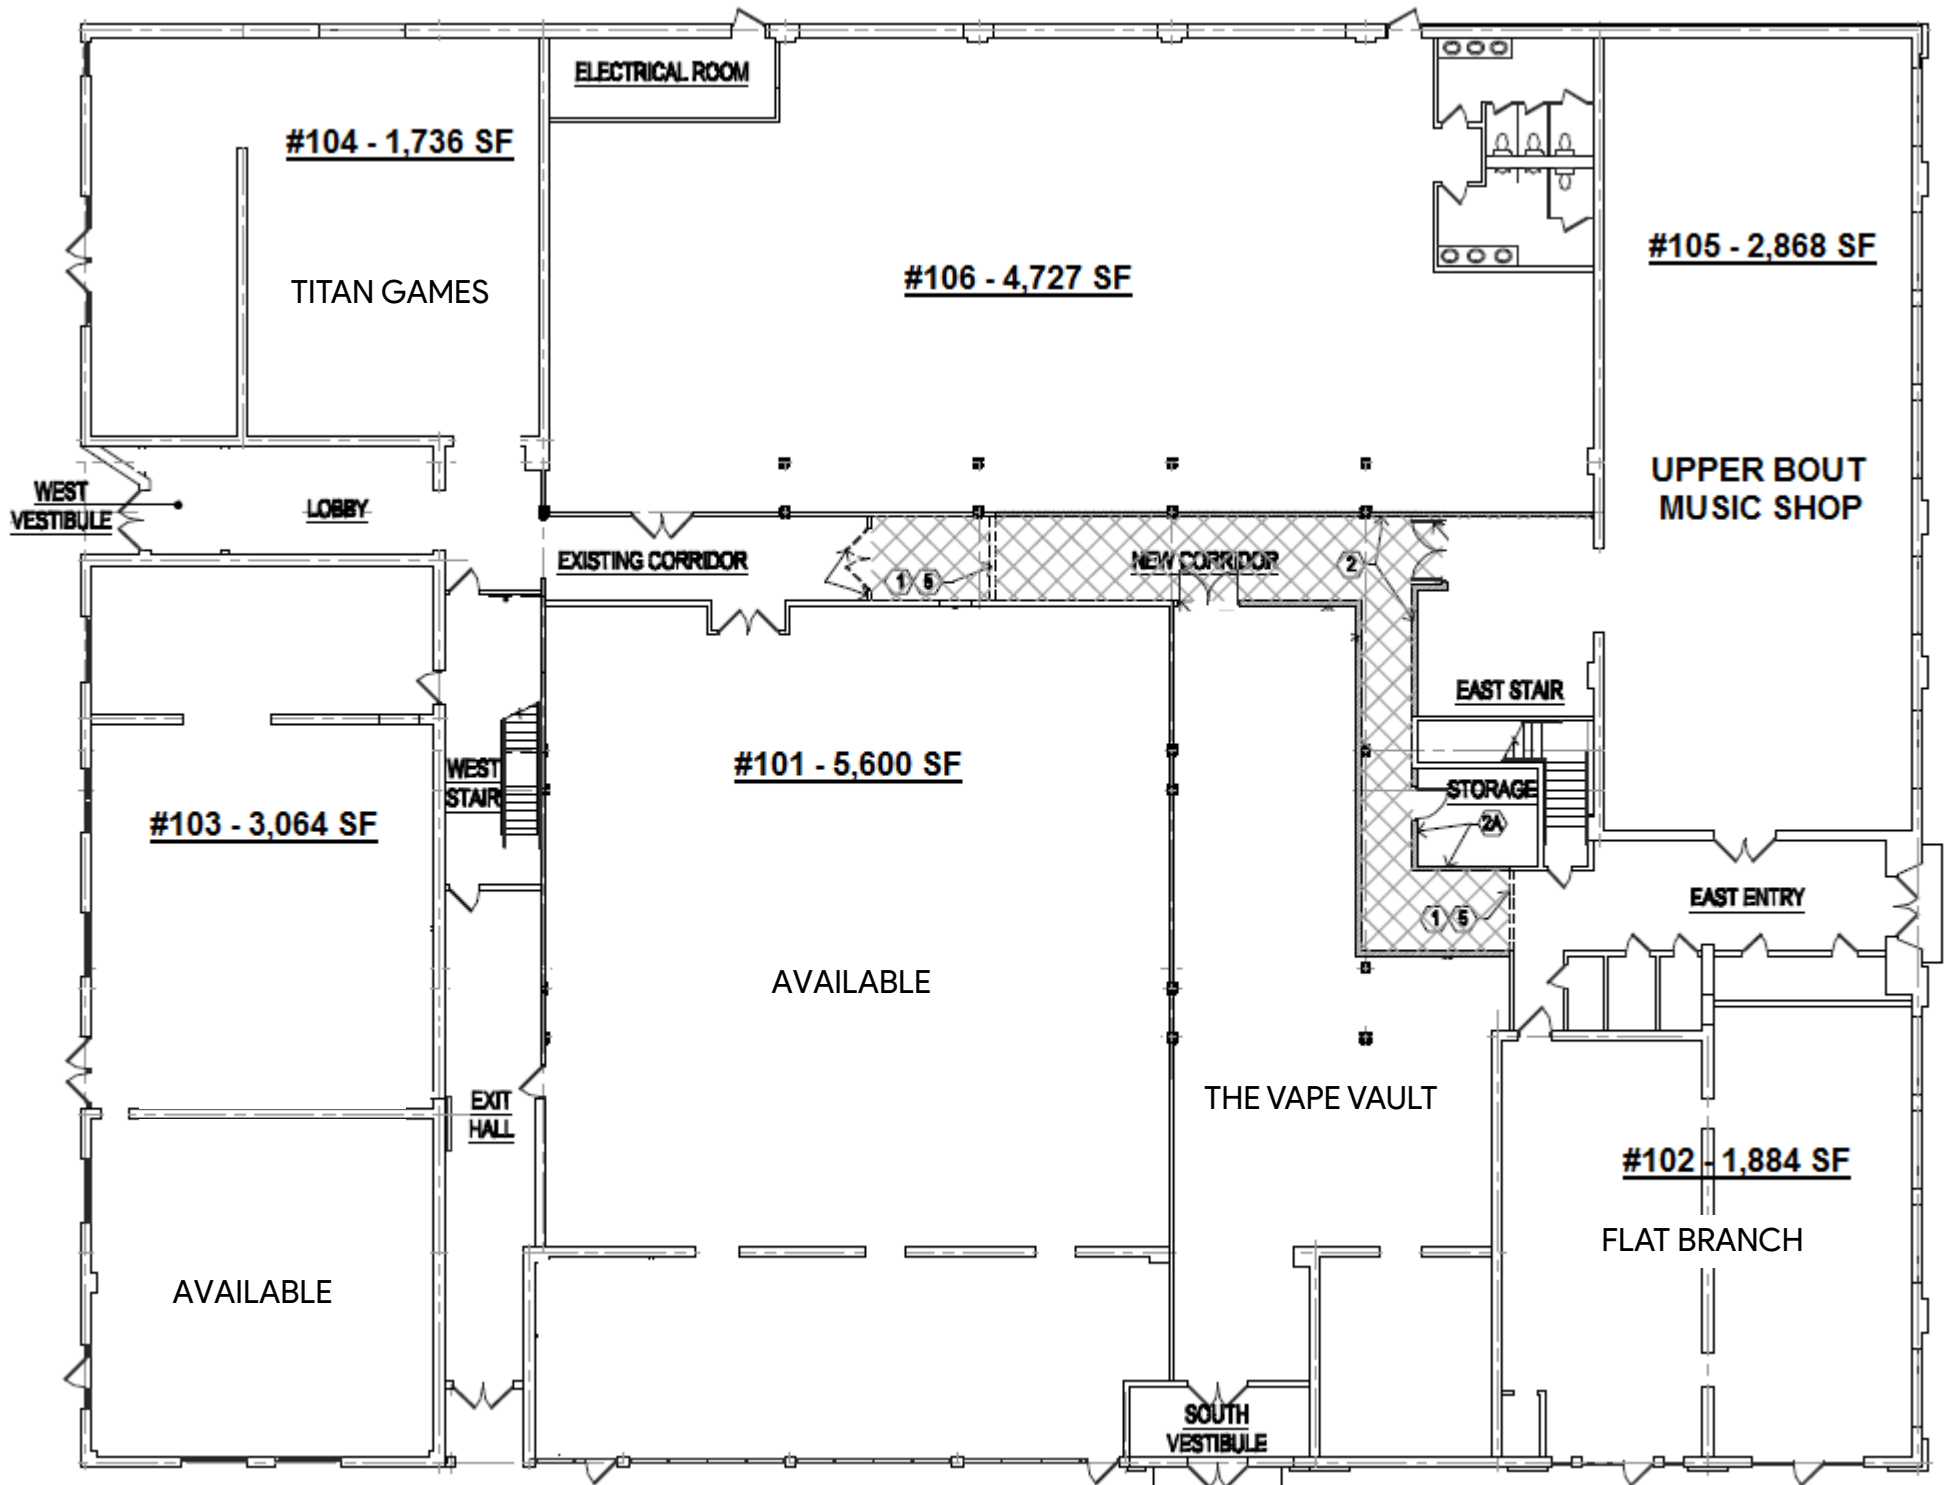 ELECTRICAL ROOM
#104 - 1,736 SF
TITAN GAMES
#106 - 4,727 SF
#105 - 2,868 SF
UPPER BOUT
MUSIC SHOP
WEST
VESTIBULE
LOBBY
EXISTING CORRIDOR
1 5
NEW CORRIDOR
2
EAST STAIR
WEST
STAIR
#101 - 5,600 SF
STORAGE
2A
#103 - 3,064 SF
1 5
EAST ENTRY
AVAILABLE
EXIT
HALL
THE VAPE VAULT
#102 - 1,884 SF
FLAT BRANCH
AVAILABLE
SOUTH
VESTIBULE